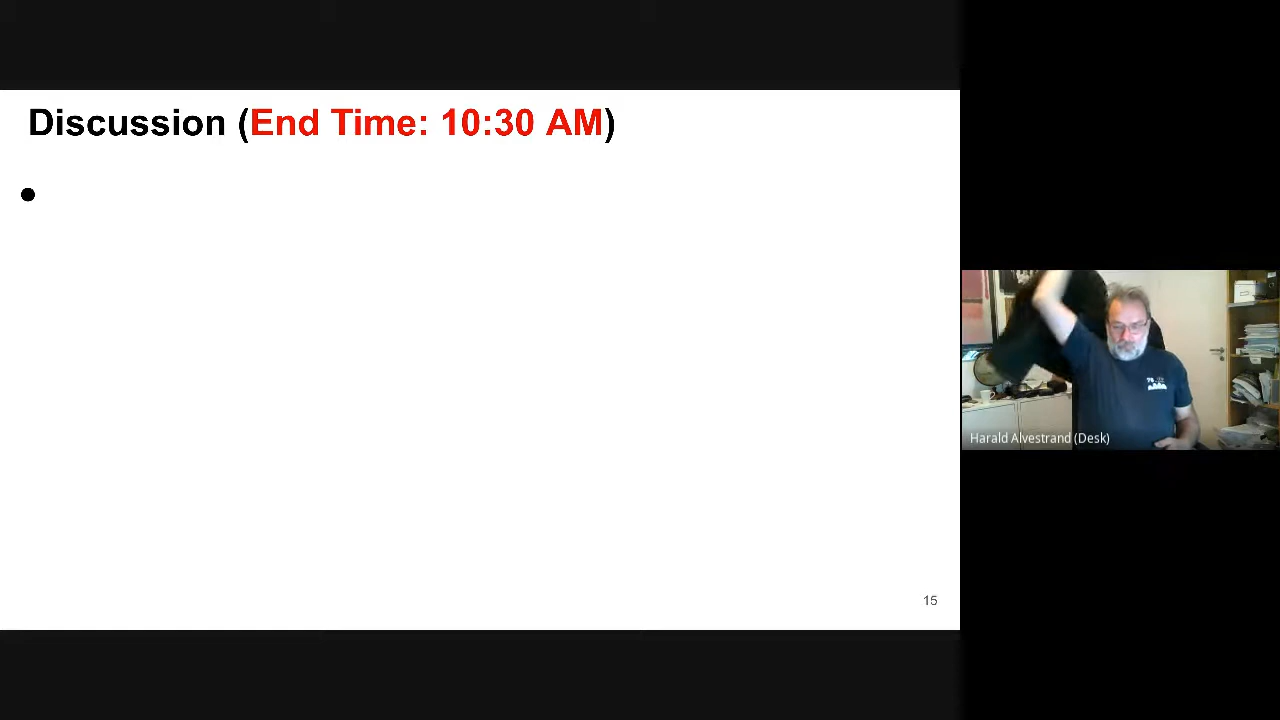 Discussion (End Time: 10:30 AM)
●
15
Harald Alvestrand (Desk)